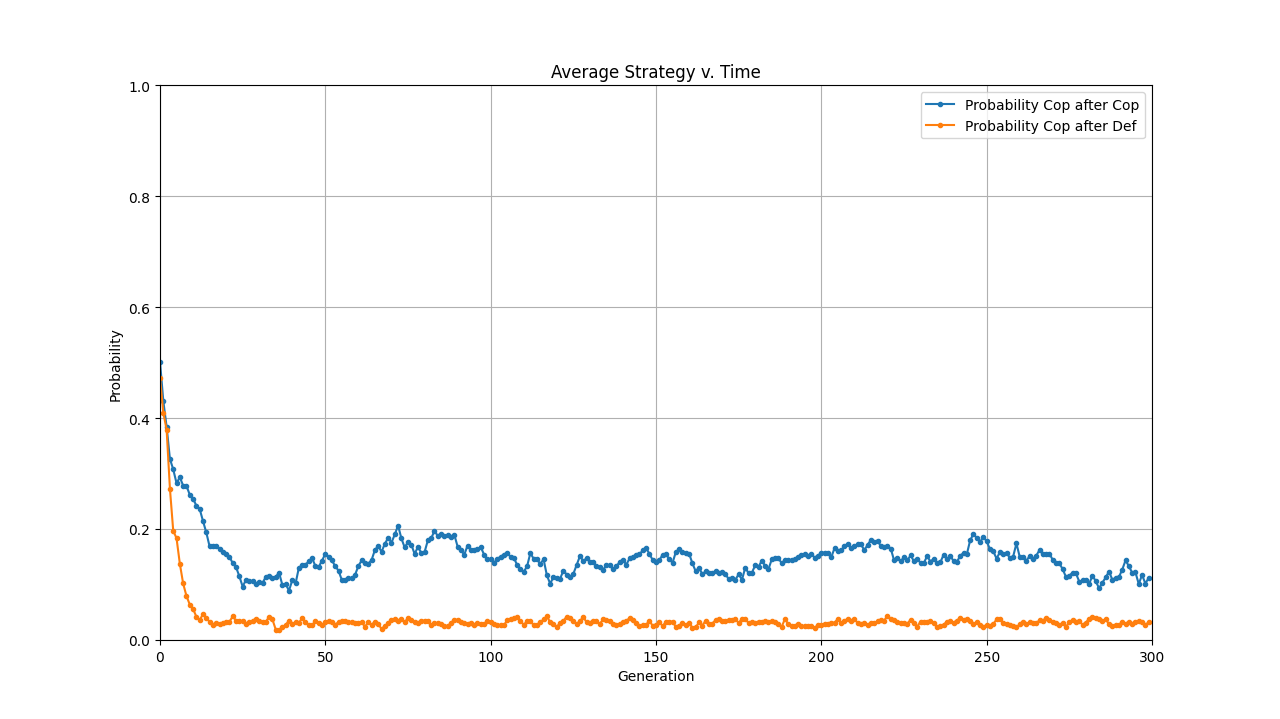 Average Strategy v. Time
Probability Cop after Cop
Probability Cop after Def
Probability
1.0
0.8
0.6
0.4
0.2
0.0
0 50 100 150 200 250 300
Generation